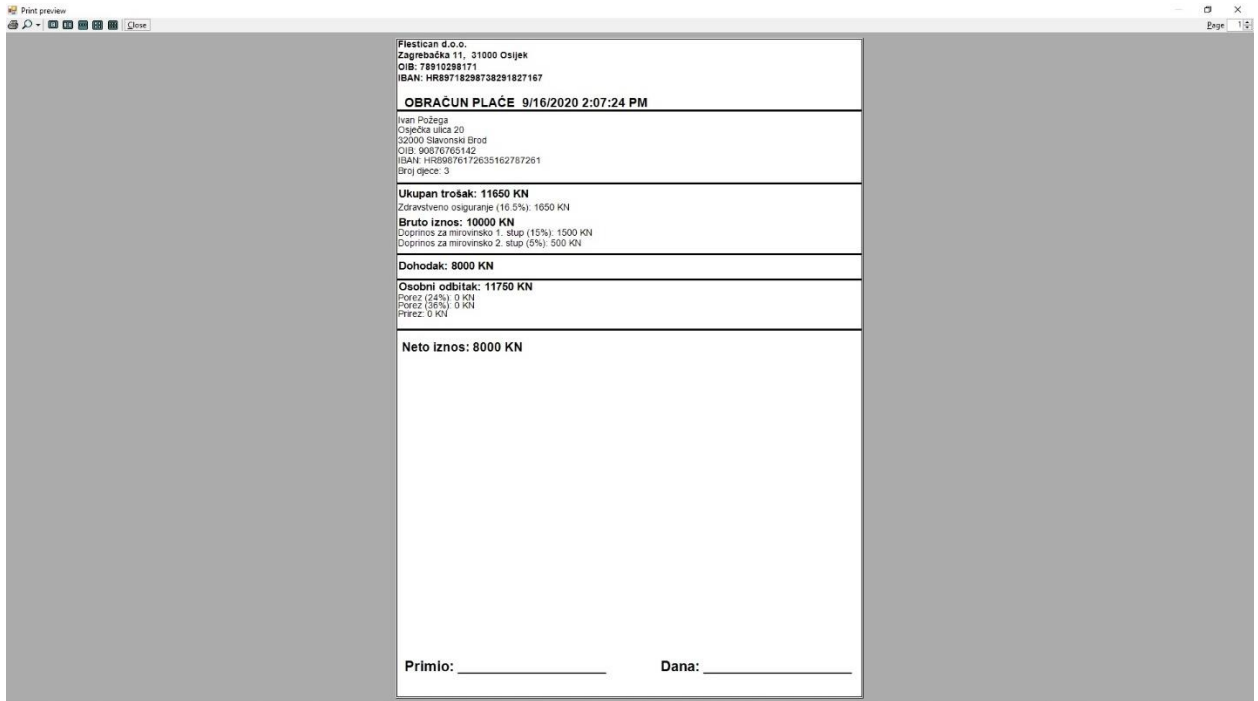 Print preview
Close
Page 1
Flestican d.o.o.
Zagrebačka 11, 31000 Osijek
OIB: 78910298171
IBAN: HR89718298738291827167
OBRAČUN PLAĆE 9/16/2020 2:07:24 PM
Ivan Požega
Osječka ulica 20
32000 Slavonski Brod
OIB: 90876765142
IBAN: HR89876172635162787261
Broj djece: 3
Ukupan trošak: 11650 KN
Zdravstveno osiguranje (16.5%): 1650 KN
Bruto iznos: 10000 KN
Doprinos za mirovinsko 1. stup (15%): 1500 KN
Doprinos za mirovinsko 2. stup (5%): 500 KN
Dohodak: 8000 KN
Osobni odbitak: 11750 KN
Porez (24%): 0 KN
Porez (36%): 0 KN
Prirez: 0 KN
Neto iznos: 8000 KN
Primio: Dana: